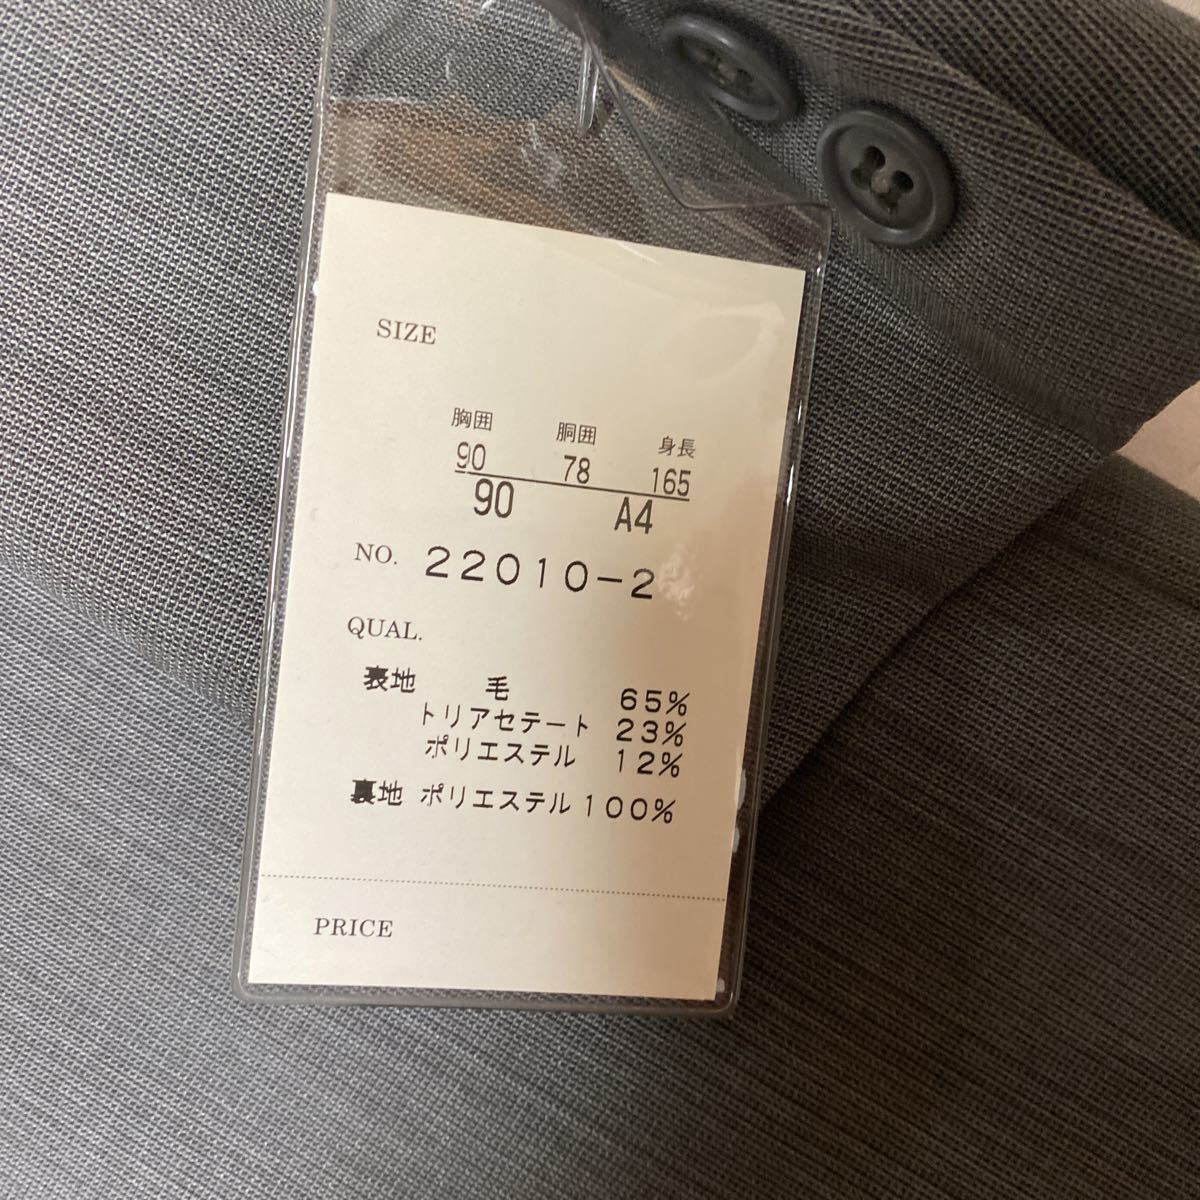 SIZE
胸囲 胴囲 身長
90 78 165
90 A4
NO. 22010-2
QUAL.
表地 毛 65%
トリアセテート 23%
ポリエステル 12%
裏地 ポリエステル 100%
PRICE